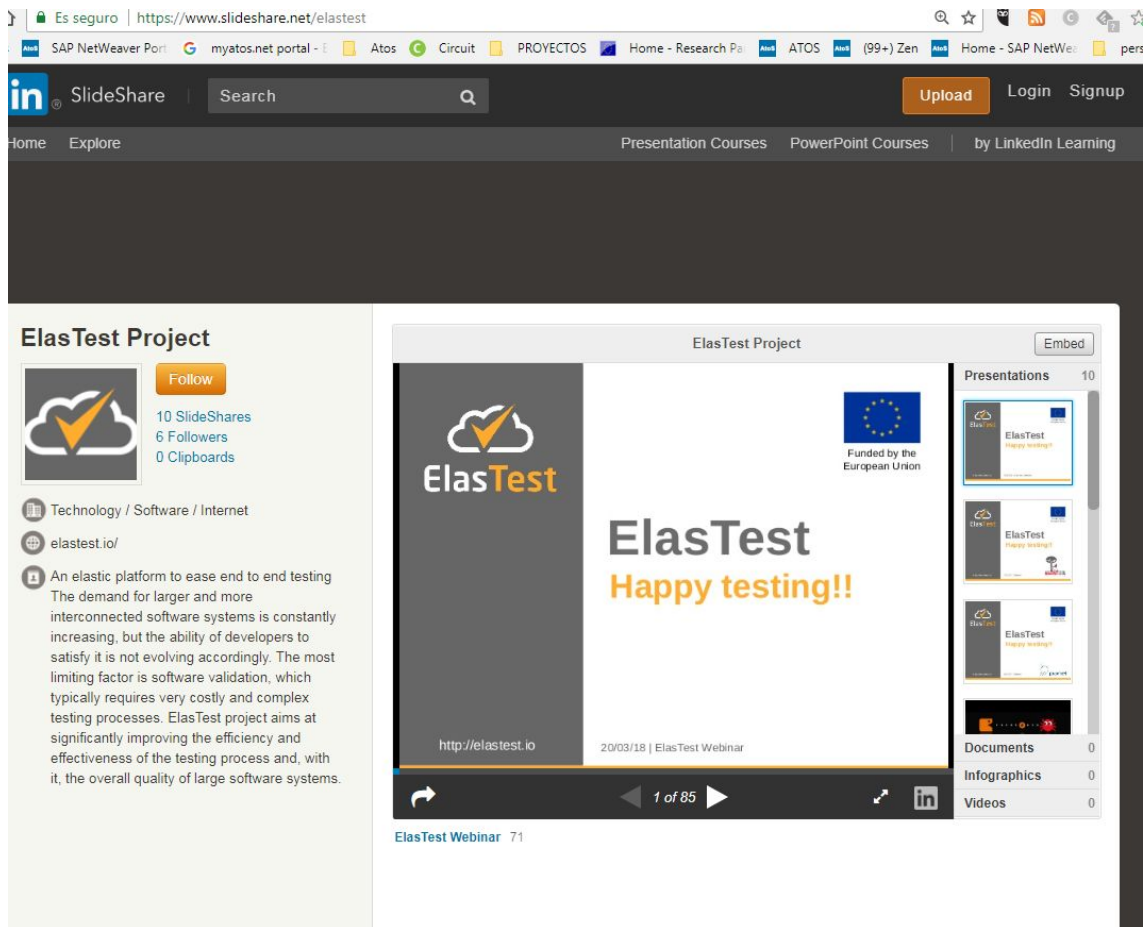 Es seguro | https://www.slideshare.net/elastest
SAP NetWeaver Port myatos.net portal - E Atos Circuit PROYECTOS Home - Research Pa ATOS (99+) Zen Home - SAP NetWea pers
in SlideShare Search Upload Login Signup
Home Explore Presentation Courses PowerPoint Courses by LinkedIn Learning
ElasTest Project
Follow
10 SlideShares
6 Followers
0 Clipboards
Technology / Software / Internet
elastest.io/
An elastic platform to ease end to end testing
The demand for larger and more
interconnected software systems is constantly
increasing, but the ability of developers to
satisfy it is not evolving accordingly. The most
limiting factor is software validation, which
typically requires very costly and complex
testing processes. ElasTest project aims at
significantly improving the efficiency and
effectiveness of the testing process and, with
it, the overall quality of large software systems.
ElasTest Project Embed
ElasTest
Funded by the
European Union
ElasTest
Happy testing!!
http://elastest.io
20/03/18 | ElasTest Webinar
1 of 85
in
Presentations 10
ElasTest
Happy testing!!
ElasTest
Happy testing!!
ElasTest
Happy testing!!
Documents 0
Infographics 0
Videos 0
ElasTest Webinar 71